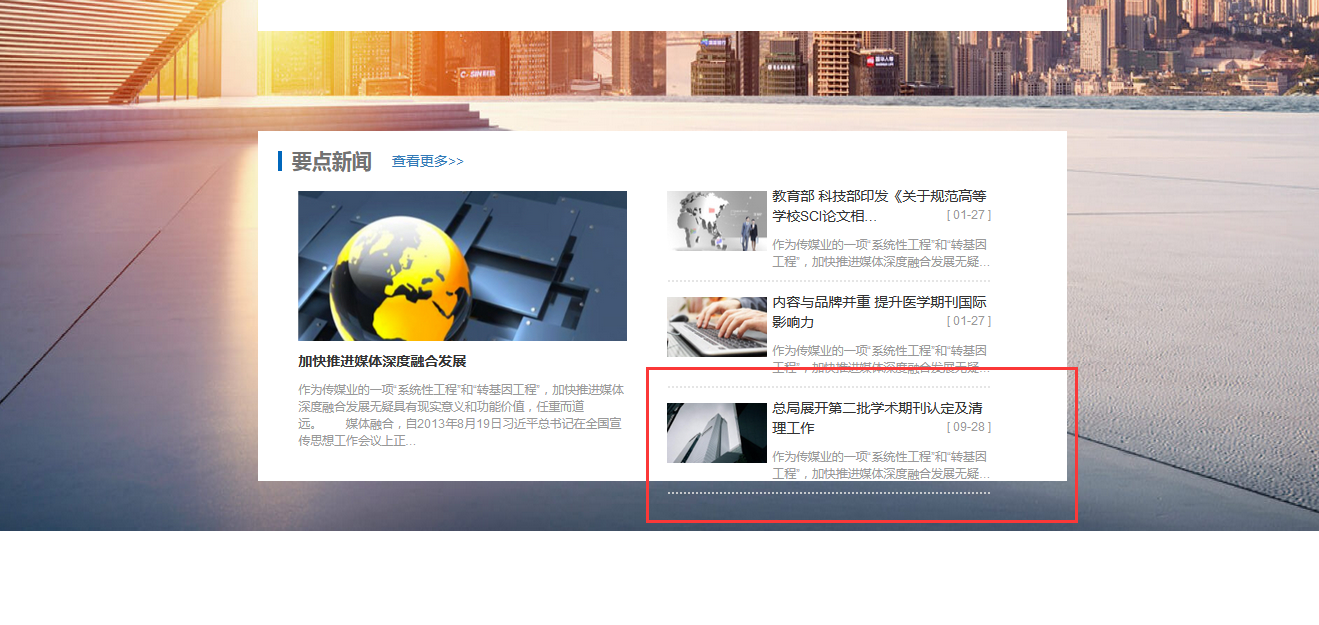 要点新闻 查看更多>>
加快推进媒体深度融合发展
作为传媒业的一项“系统性工程”和“转基因工程”，加快推进媒体
深度融合发展无疑具有现实意义和功能价值，任重而道
远。　　媒体融合，自2013年8月19日习近平总书记在全国宣
传思想工作会议上正...
教育部 科技部印发《关于规范高等
学校SCI论文相... [ 01-27 ]
作为传媒业的一项“系统性工程”和“转基因
工程”，加快推进媒体深度融合发展无疑...
内容与品牌并重 提升医学期刊国际
影响力 [ 01-27 ]
作为传媒业的一项“系统性工程”和“转基因
工程”，加快推进媒体深度融合发展无疑...
总局展开第二批学术期刊认定及清
理工作 [ 09-28 ]
作为传媒业的一项“系统性工程”和“转基因
工程”，加快推进媒体深度融合发展无疑...